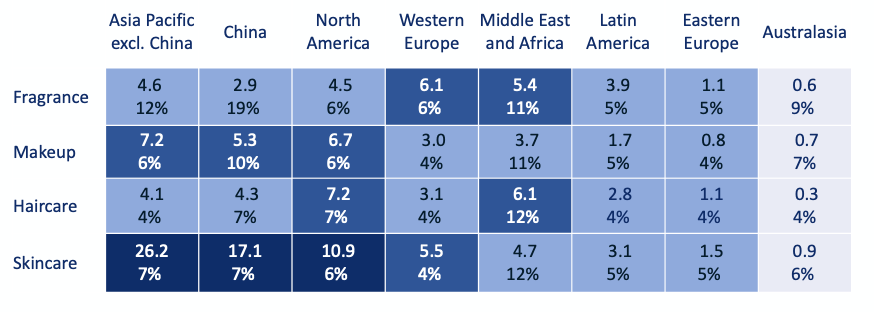 Asia Pacific excl. China China North America Western Europe Middle East and Africa Latin America Eastern Europe Australasia
Fragrance 4.6 2.9 4.5 6.1 5.4 3.9 1.1 0.6
12% 19% 6% 6% 11% 5% 5% 9%
Makeup 7.2 5.3 6.7 3.0 3.7 1.7 0.8 0.7
6% 10% 6% 4% 11% 5% 4% 7%
Haircare 4.1 4.3 7.2 3.1 6.1 2.8 1.1 0.3
4% 7% 7% 4% 12% 4% 4% 4%
Skincare 26.2 17.1 10.9 5.5 4.7 3.1 1.5 0.9
7% 7% 6% 4% 12% 5% 5% 6%